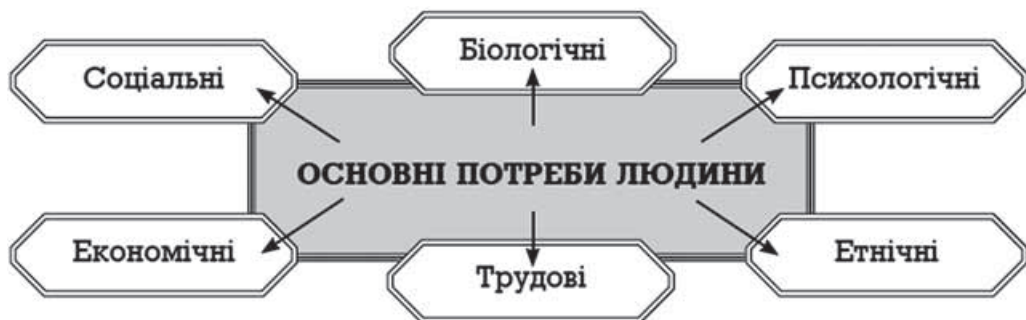 Соціальні
Біологічні
Психологічні
ОСНОВНІ ПОТРЕБИ ЛЮДИНИ
Економічні
Трудові
Етнічні